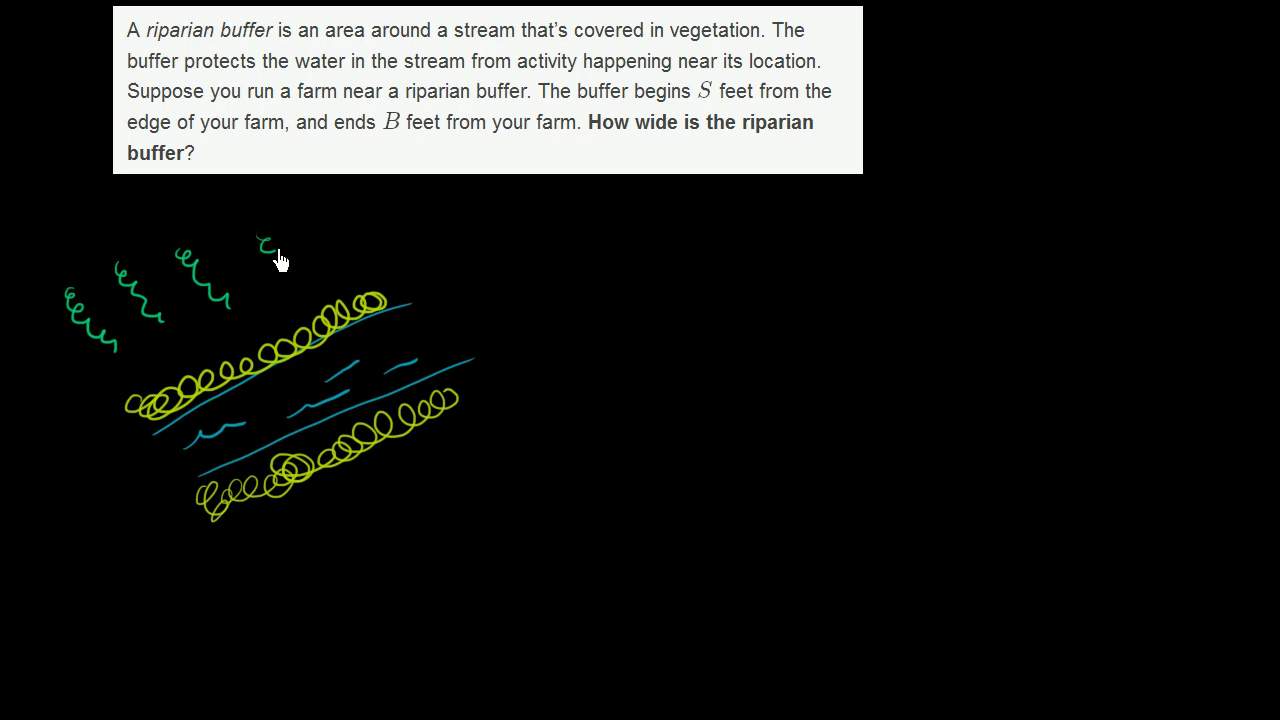 A riparian buffer is an area around a stream that's covered in vegetation. The
buffer protects the water in the stream from activity happening near its location.
Suppose you run a farm near a riparian buffer. The buffer begins S feet from the
edge of your farm, and ends B feet from your farm. How wide is the riparian
buffer?